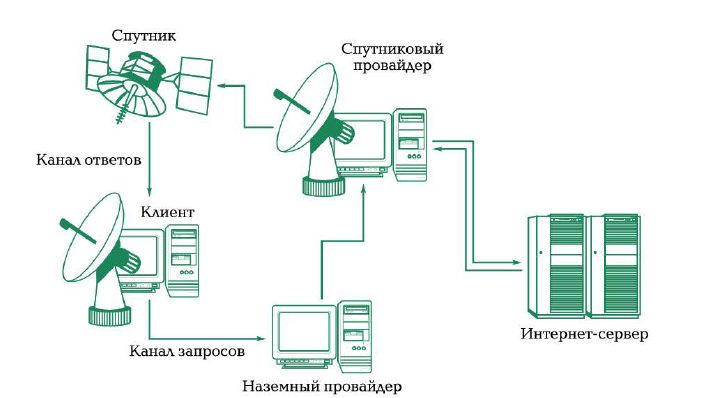 Спутник
Спутниковый
провайдер
Канал ответов
Клиент
Интернет-сервер
Канал запросов
Наземный провайдер